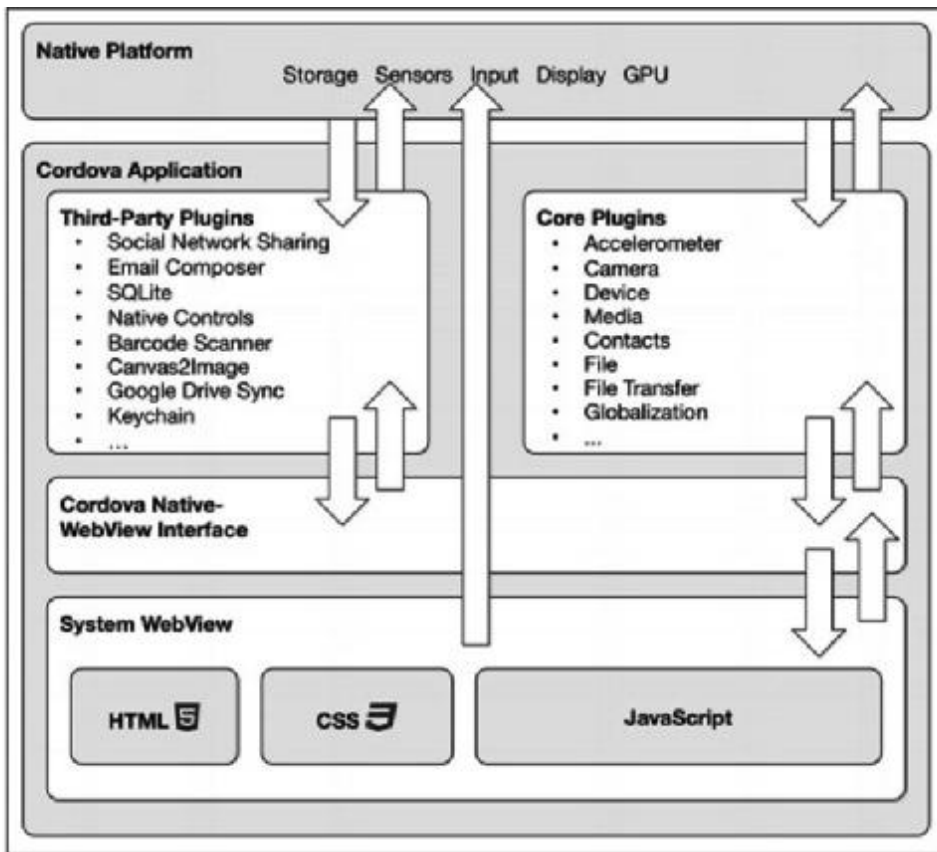 Native Platform
Storage Sensors Input Display GPU
Cordova Application
Third-Party Plugins
• Social Network Sharing
• Email Composer
• SQLite
• Native Controls
• Barcode Scanner
• Canvas2Image
• Google Drive Sync
• Keychain
• ...
Core Plugins
• Accelerometer
• Camera
• Device
• Media
• Contacts
• File
• File Transfer
• Globalization
• ...
Cordova Native-
WebView Interface
System WebView
HTML 5
CSS 3
JavaScript